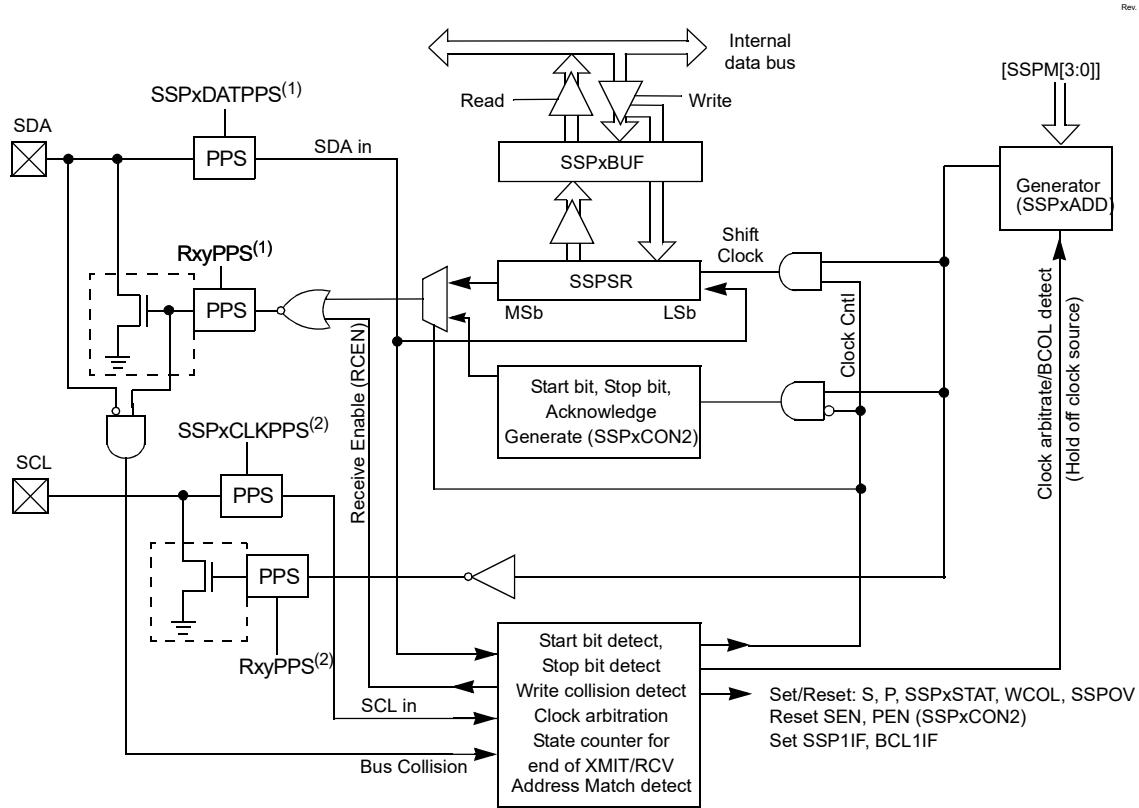 Rev.
Internal
data bus
[SSPM[3:0]]
SSPxDATPPS(1)
Read
Write
SDA
PPS
SDA in
SSPxBUF
Generator
(SSPxADD)
RxyPPS(1)
Shift
Clock
PPS
SSPSR
MSb
LSb
Clock Cntl
Receive Enable (RCEN)
Start bit, Stop bit,
Acknowledge
Generate (SSPxCON2)
Clock arbitrate/BCOL detect
(Hold off clock source)
SSPxCLKPPS(2)
SCL
PPS
PPS
RxyPPS(2)
Start bit detect,
Stop bit detect
Write collision detect
Clock arbitration
State counter for
end of XMIT/RCV
Address Match detect
SCL in
Bus Collision
Set/Reset: S, P, SSPxSTAT, WCOL, SSPOV
Reset SEN, PEN (SSPxCON2)
Set SSP1IF, BCL1IF